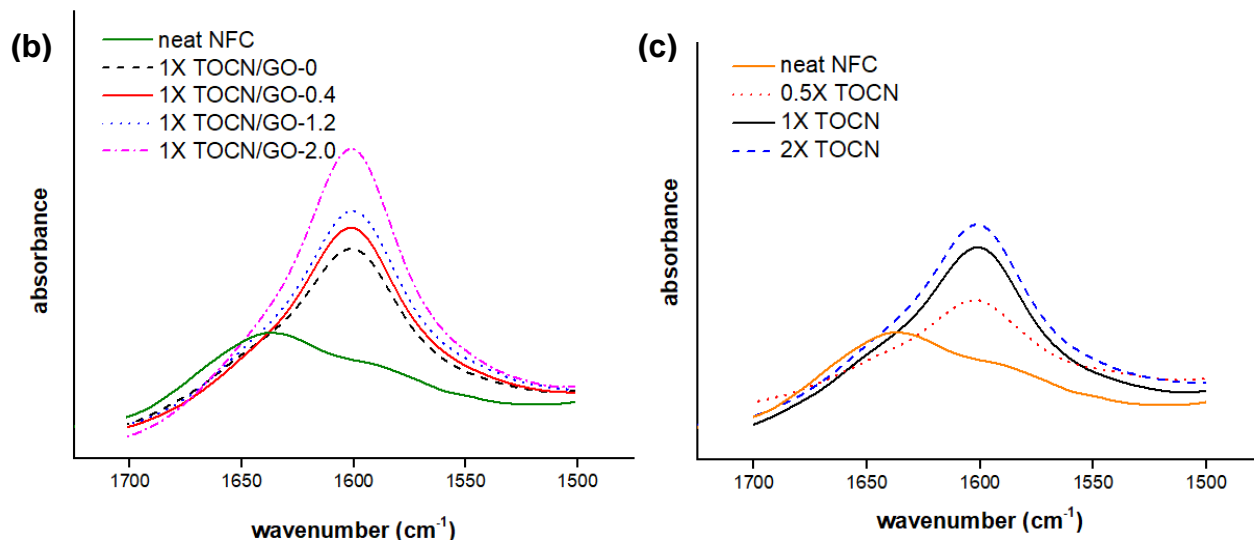 (b)
neat NFC
1X TOCN/GO-0
1X TOCN/GO-0.4
1X TOCN/GO-1.2
1X TOCN/GO-2.0
absorbance
1700 1650 1600 1550 1500
wavenumber (cm⁻¹)
(c)
neat NFC
0.5X TOCN
1X TOCN
2X TOCN
absorbance
1700 1650 1600 1550 1500
wavenumber (cm⁻¹)